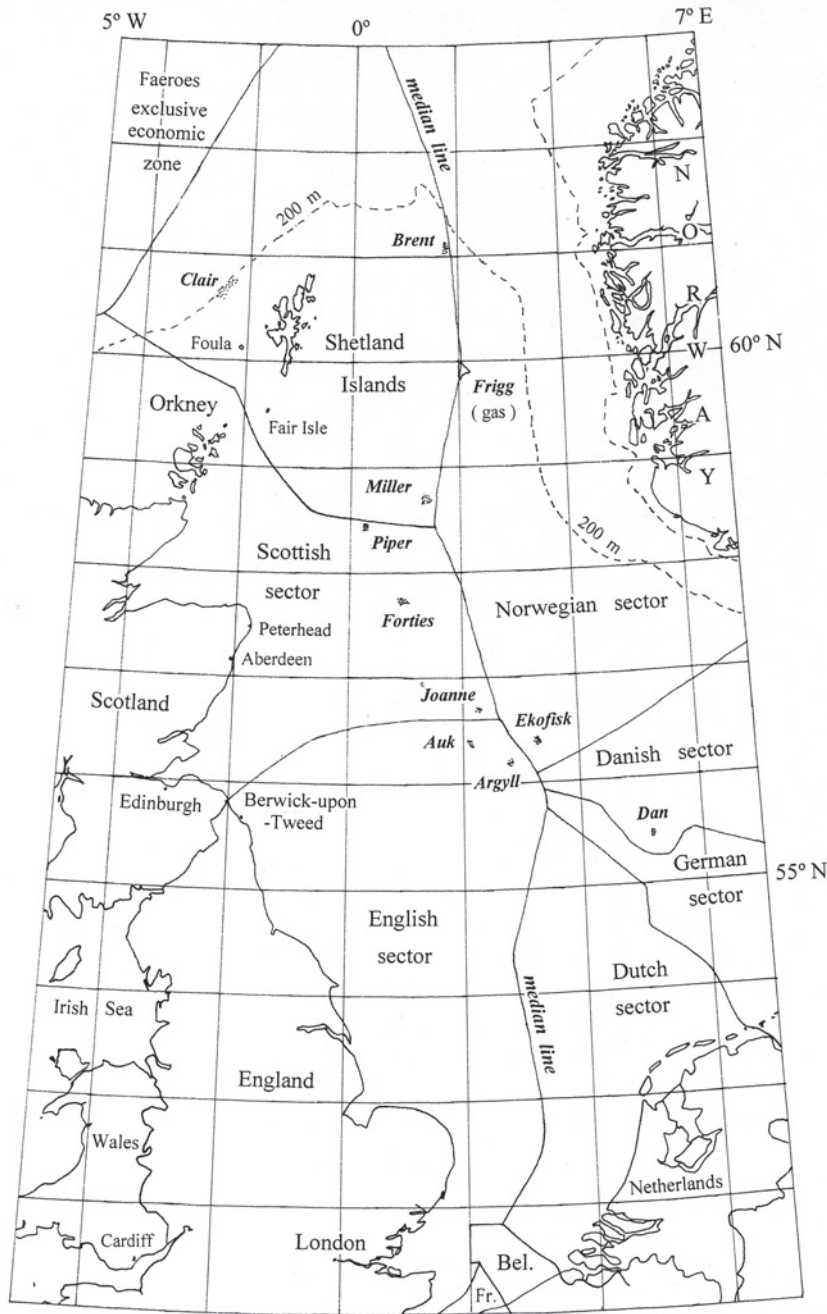 5° W
0°
7° E
Faeroes
exclusive
economic
zone
median line
N
200 m
O
Brent
Clair
R
Foula
Shetland
W
60° N
Islands
Frigg
( gas )
Orkney
Fair Isle
A
Y
Miller
Piper
200 m
Scottish
sector
Norwegian sector
Forties
Peterhead
Aberdeen
Joanne
Scotland
Ekofisk
Auk
Danish sector
Argyll
Edinburgh
Berwick-upon
-Tweed
Dan
German
sector
55° N
English
sector
Dutch
sector
median line
Irish Sea
England
Wales
Netherlands
London
Cardiff
Bel.
Fr.